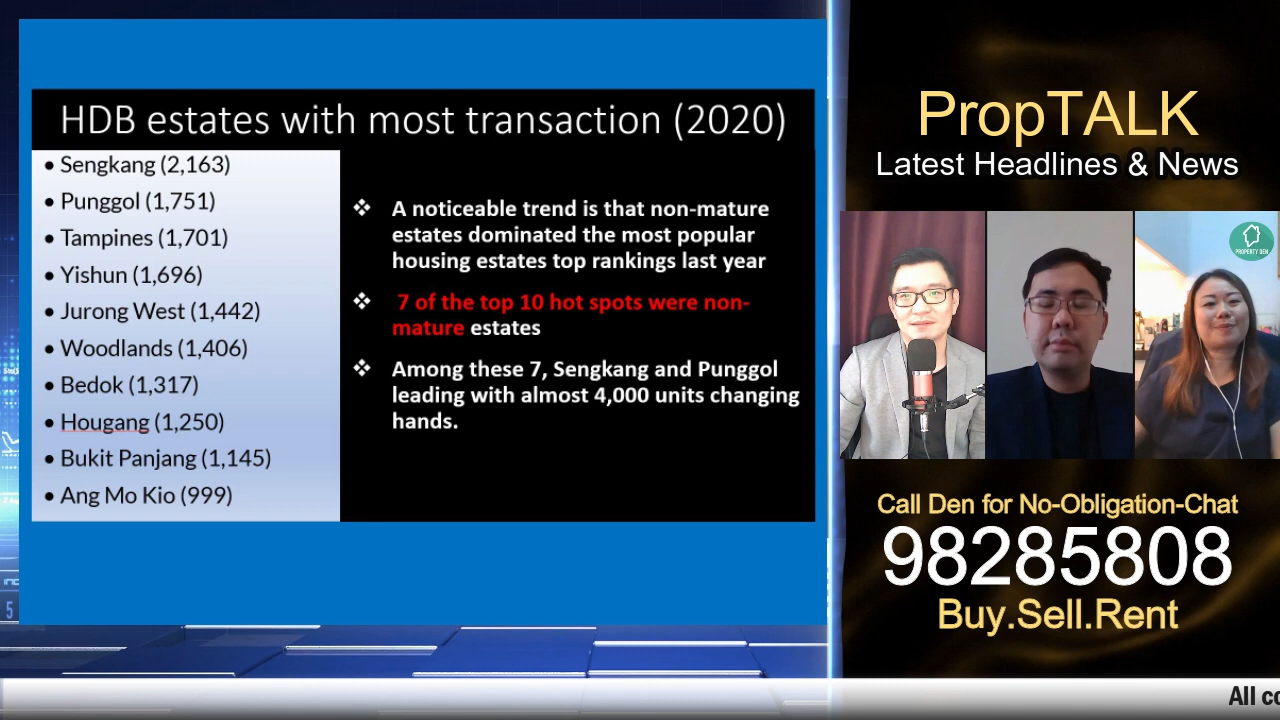 HDB estates with most transaction (2020)
• Sengkang (2,163)
• Punggol (1,751)
• Tampines (1,701)
• Yishun (1,696)
• Jurong West (1,442)
• Woodlands (1,406)
• Bedok (1,317)
• Hougang (1,250)
• Bukit Panjang (1,145)
• Ang Mo Kio (999)
❖ A noticeable trend is that non-mature
estates dominated the most popular
housing estates top rankings last year
❖ 7 of the top 10 hot spots were non-
mature estates
❖ Among these 7, Sengkang and Punggol
leading with almost 4,000 units changing
hands.
PropTALK
Latest Headlines & News
PROPERTY DEN
Call Den for No-Obligation-Chat
98285808
Buy.Sell.Rent
5
All